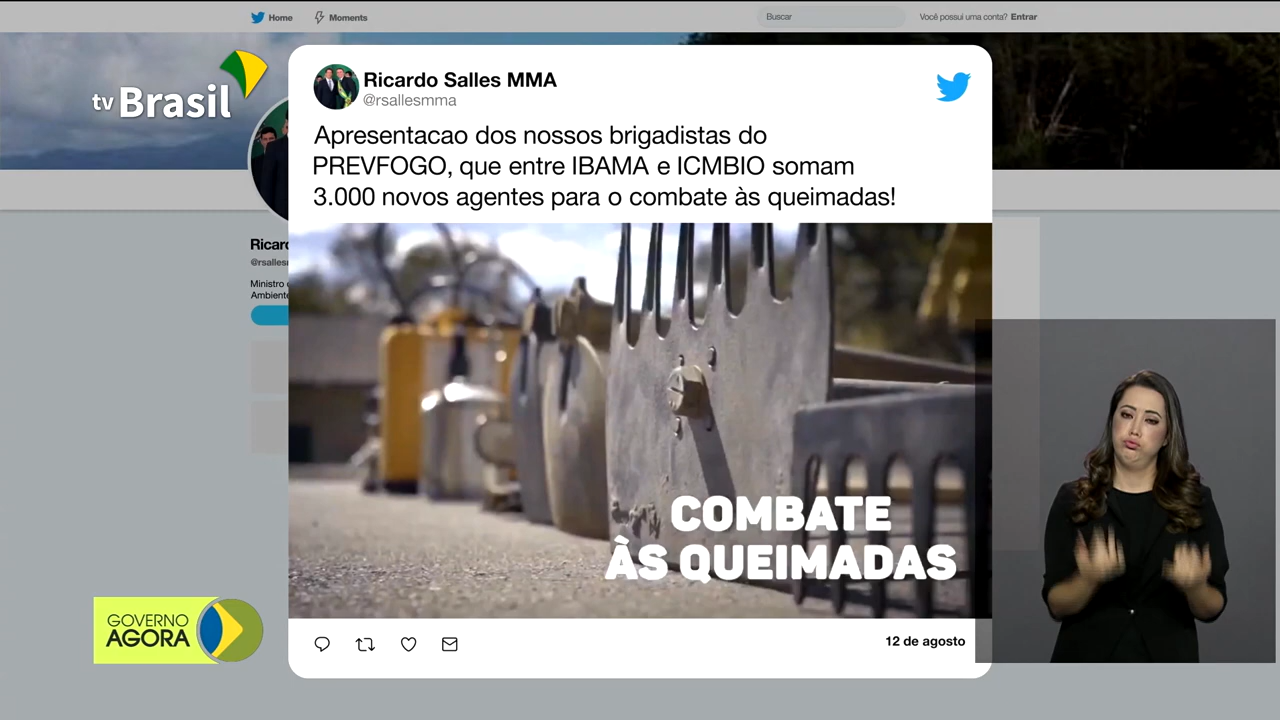 Home
Moments
Buscar
Você possui uma conta? Entrar
tv Brasil
Ricardo Salles MMA
@rsallesmma
Apresentacao dos nossos brigadistas do
PREVFOGO, que entre IBAMA e ICMBIO somam
3.000 novos agentes para o combate às queimadas!
Ministro
Ambiente
COMBATE
ÀS QUEIMADAS
GOVERNO
AGORA
12 de agosto